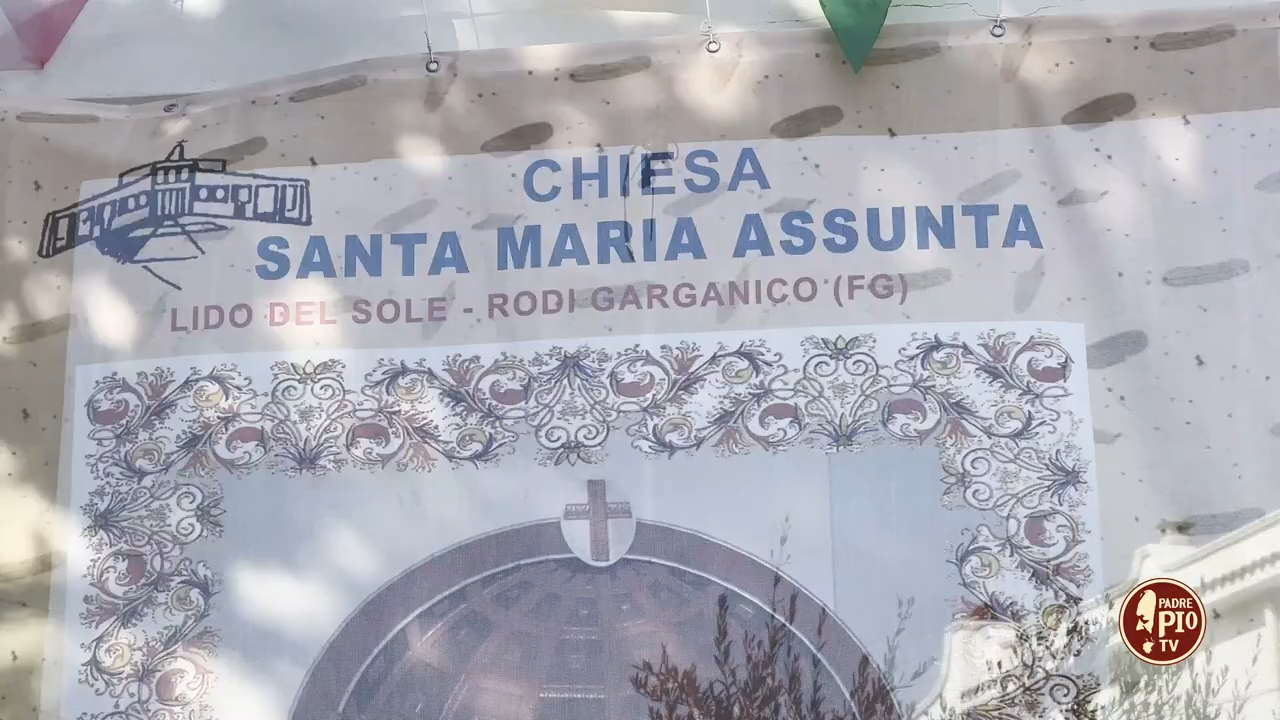 CHIESA
SANTA MARIA ASSUNTA
LIDO DEL SOLE - RODI GARGANICO (FG)
PADRE
PIO
TV